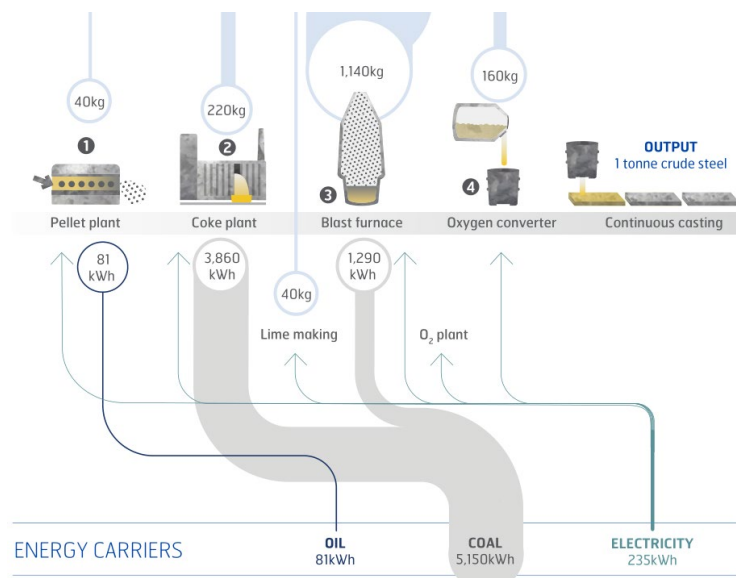 1,140kg
160kg
40kg
220kg
1
2
3
4
OUTPUT
1 tonne crude steel
Pellet plant
Coke plant
Blast furnace
Oxygen converter
Continuous casting
81
kWh
3,860
kWh
1,290
kWh
40kg
Lime making
O₂ plant
ENERGY CARRIERS
OIL
81kWh
COAL
5,150kWh
ELECTRICITY
235kWh